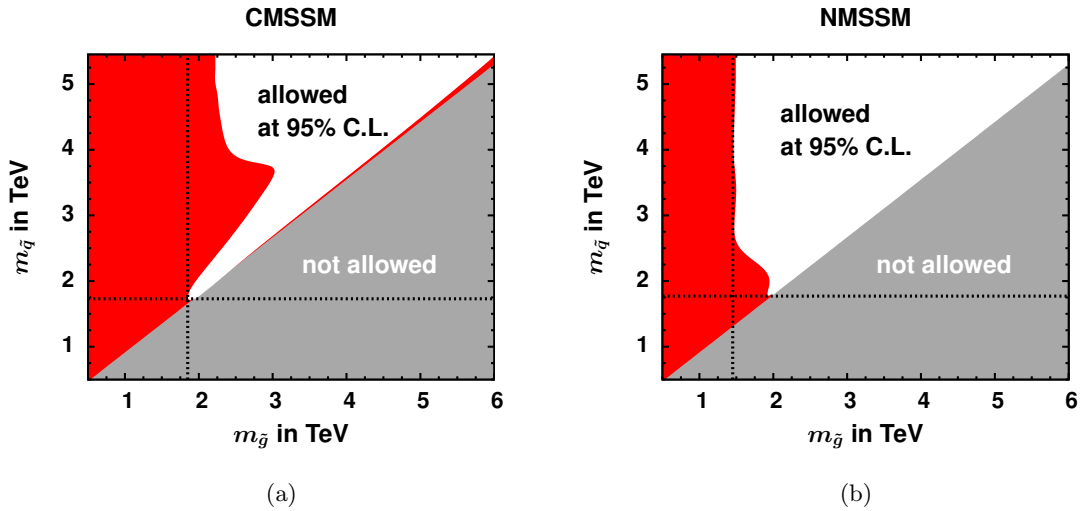 CMSSM
5
4
3
2
1
m_q̃ in TeV
allowed
at 95% C.L.
not allowed
1 2 3 4 5 6
m_g̃ in TeV
(a)
NMSSM
5
4
3
2
1
m_q̃ in TeV
allowed
at 95% C.L.
not allowed
1 2 3 4 5 6
m_g̃ in TeV
(b)